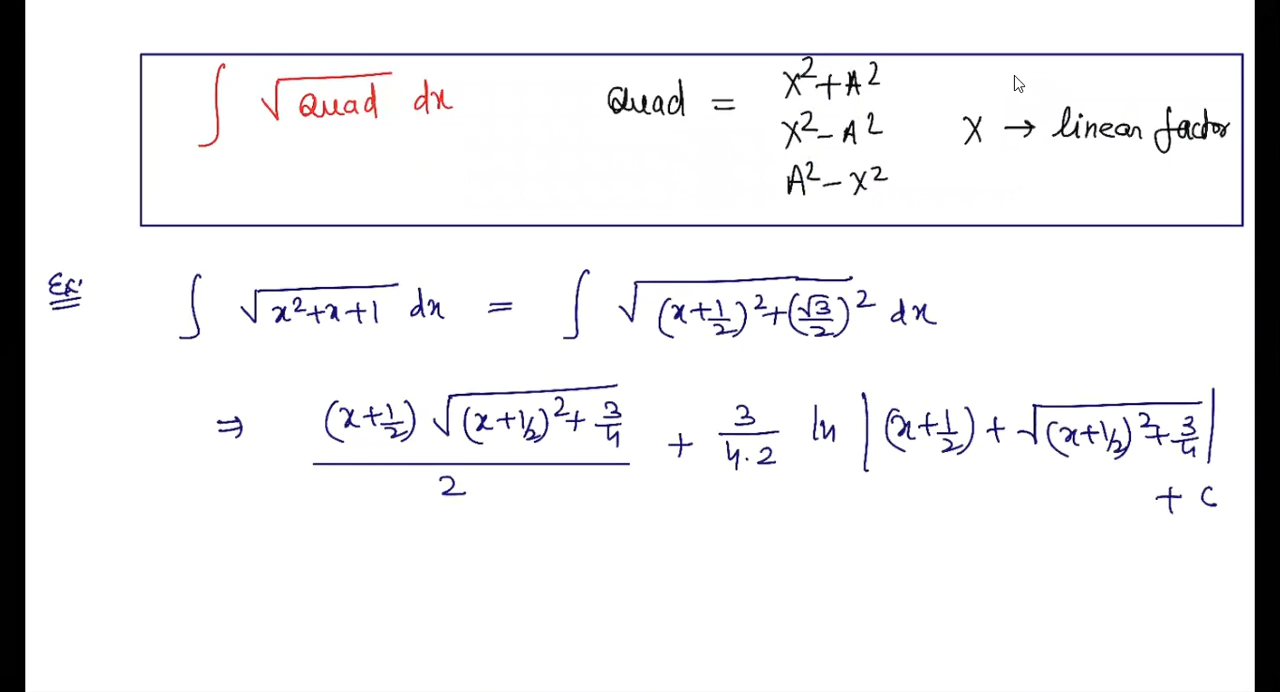 ∫ √Quad dx    Quad =    X² + A²
X² − A²    X → linear factor
A² − X²
Ex:    ∫ √(x²+x+1) dx = ∫ √((x+1/2)² + (√3/2)²) dx
⇒ (x+1/2) √((x+1/2)² + 3/4) / 2 + 3/(4·2) ln |(x+1/2) + √((x+1/2)² + 3/4)|
+ c